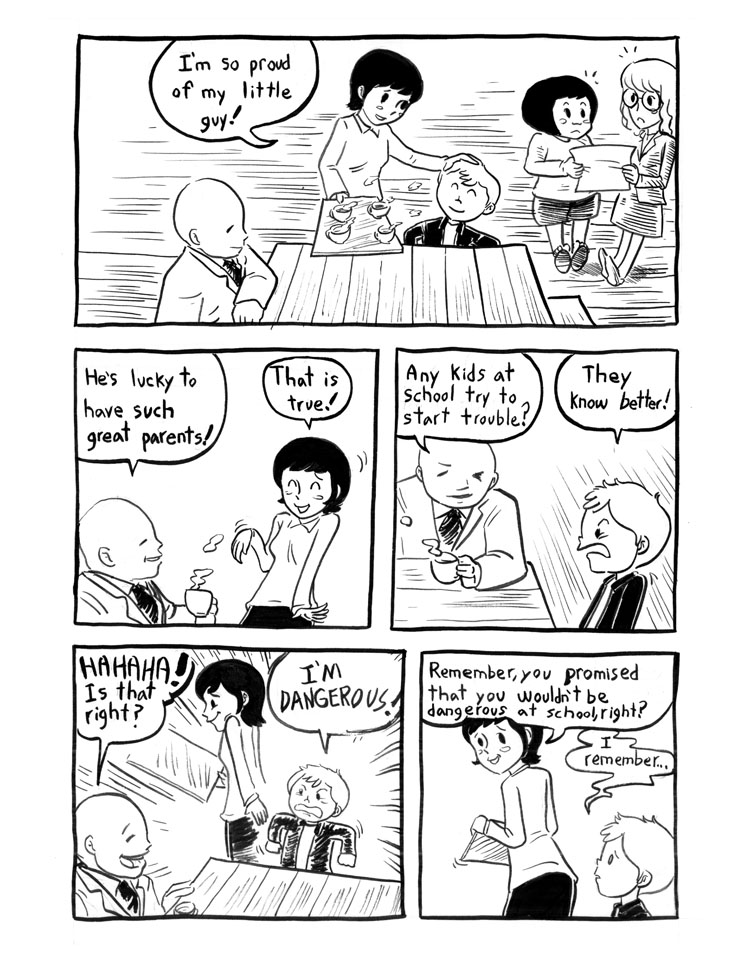 I'm so proud
of my little
guy!
He's lucky to
have such
great parents!
That is
true!
Any kids at
school try to
start trouble?
They
know better!
HAHAHA!
Is that
right?
I'M
DANGEROUS!
Remember, you promised
that you wouldn't be
dangerous at school, right?
I
remember...